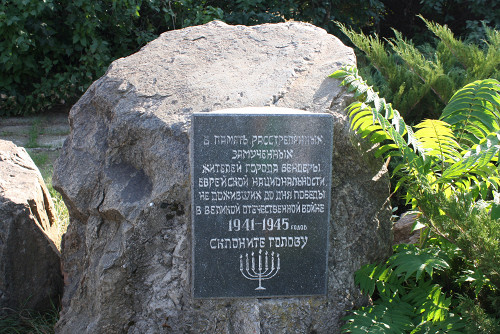 В ПАМЯТЬ РАССТРЕЛЯННЫХ
ЗАМУЧЕННЫХ
ЖИТЕЛЕЙ ГОРОДА БЕНДЕРЫ
ЕВРЕЙСКОЙ НАЦИОНАЛЬНОСТИ,
НЕ ДОЖИВШИХ ДО ДНЯ ПОБЕДЫ
В ВЕЛИКОЙ ОТЕЧЕСТВЕННОЙ ВОЙНЕ
1941-1945 ГОДОВ
СКЛОНИТЕ ГОЛОВУ